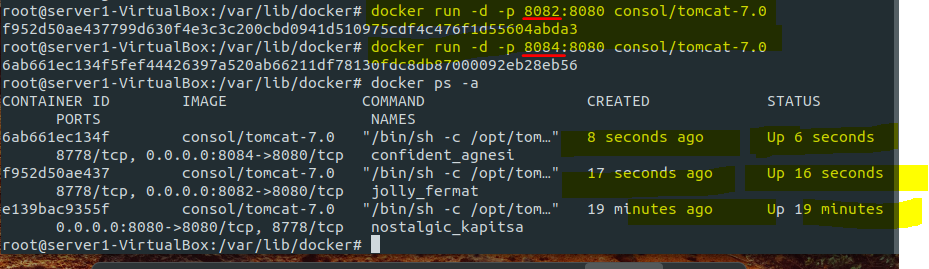 root@server1-VirtualBox:/var/lib/docker# docker run -d -p 8082:8080 consol/tomcat-7.0
f952d50ae437799d630f4e3c3c200cbd0941d510975cdf4c476f1d55604abda3
root@server1-VirtualBox:/var/lib/docker# docker run -d -p 8084:8080 consol/tomcat-7.0
6ab661ec134f5fef44426397a520ab66211df78130fdc8db87000092eb28eb56
root@server1-VirtualBox:/var/lib/docker# docker ps -a
CONTAINER ID IMAGE COMMAND CREATED STATUS
PORTS NAMES
6ab661ec134f consol/tomcat-7.0 "/bin/sh -c /opt/tom…" 8 seconds ago Up 6 seconds
8778/tcp, 0.0.0.0:8084->8080/tcp confident_agnesi
f952d50ae437 consol/tomcat-7.0 "/bin/sh -c /opt/tom…" 17 seconds ago Up 16 seconds
8778/tcp, 0.0.0.0:8082->8080/tcp jolly_fermat
e139bac9355f consol/tomcat-7.0 "/bin/sh -c /opt/tom…" 19 minutes ago Up 19 minutes
0.0.0.0:8080->8080/tcp, 8778/tcp nostalgic_kapitsa
root@server1-VirtualBox:/var/lib/docker#